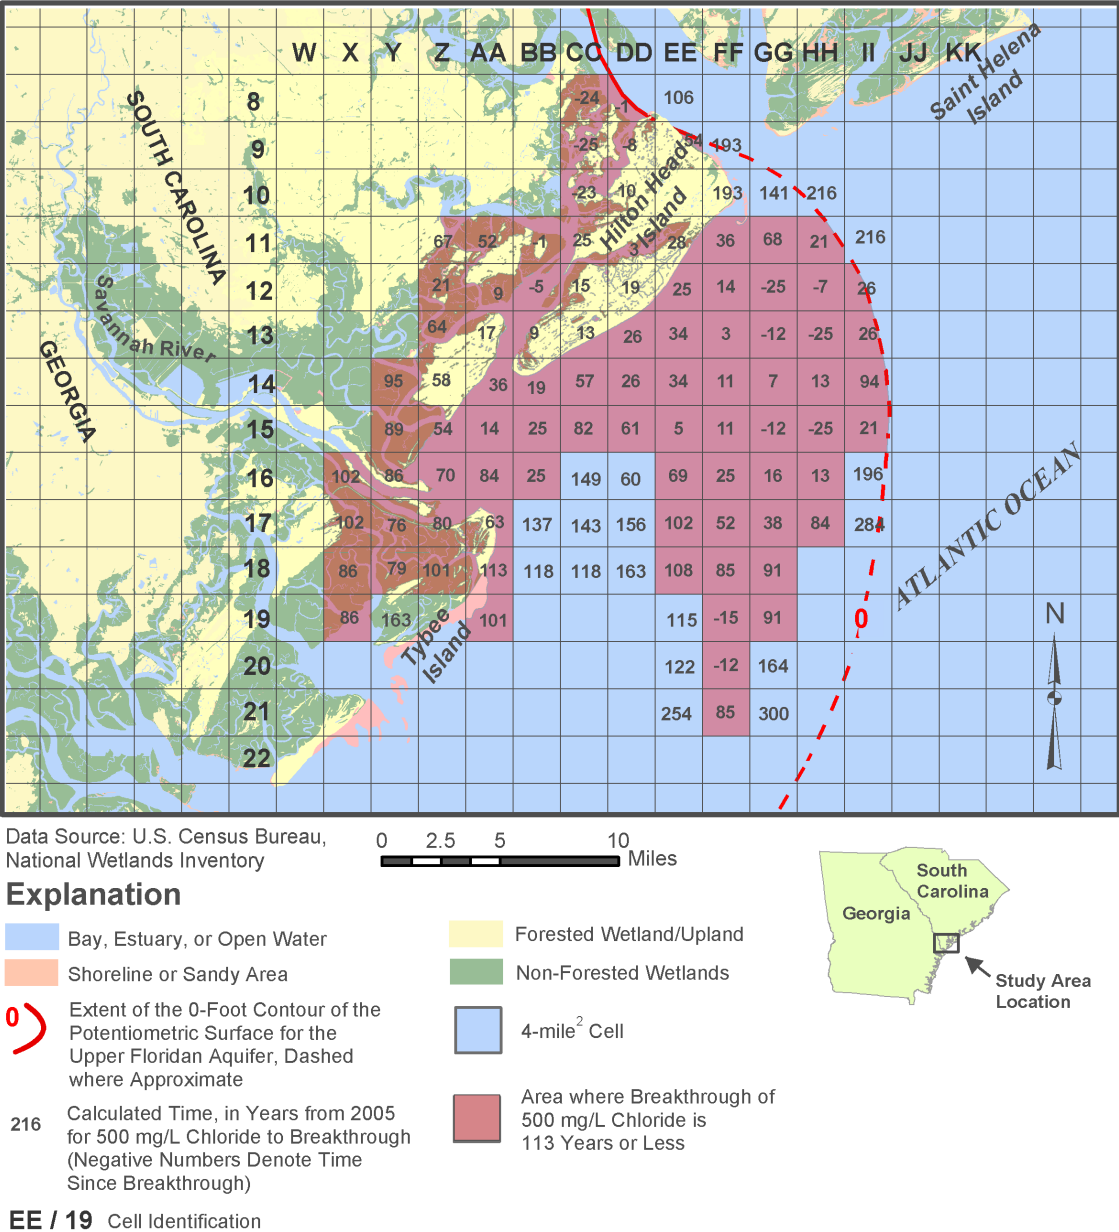 W X Y Z AA BB CC DD EE FF GG HH II JJ KK
Saint Helena
Island
SOUTH CAROLINA
GEORGIA
Savannah River
Hilton Head
Island
Tybee
Island
ATLANTIC OCEAN
N
0
8 -24 -1 106
9 -25 -8 54 193
10 -23 10 193 141 216
11 67 52 -1 25 3 28 36 68 21 216
12 21 9 -5 15 19 25 14 -25 -7 26
13 64 17 9 13 26 34 3 -12 -25 26
14 95 58 36 19 57 26 34 11 7 13 94
15 89 54 14 25 82 61 5 11 -12 -25 21
16 102 86 70 84 25 149 60 69 25 16 13 196
17 102 76 80 63 137 143 156 102 52 38 84 284
18 86 79 101 113 118 118 163 108 85 91
19 86 163 101 115 -15 91
20 122 -12 164
21 254 85 300
22
Data Source: U.S. Census Bureau,
National Wetlands Inventory
0 2.5 5 10
Miles
Explanation
Bay, Estuary, or Open Water
Shoreline or Sandy Area
0
Extent of the 0-Foot Contour of the
Potentiometric Surface for the
Upper Floridan Aquifer, Dashed
where Approximate
216
Calculated Time, in Years from 2005
for 500 mg/L Chloride to Breakthrough
(Negative Numbers Denote Time
Since Breakthrough)
EE / 19 Cell Identification
Forested Wetland/Upland
Non-Forested Wetlands
4-mile2 Cell
Area where Breakthrough of
500 mg/L Chloride is
113 Years or Less
South
Carolina
Georgia
Study Area
Location